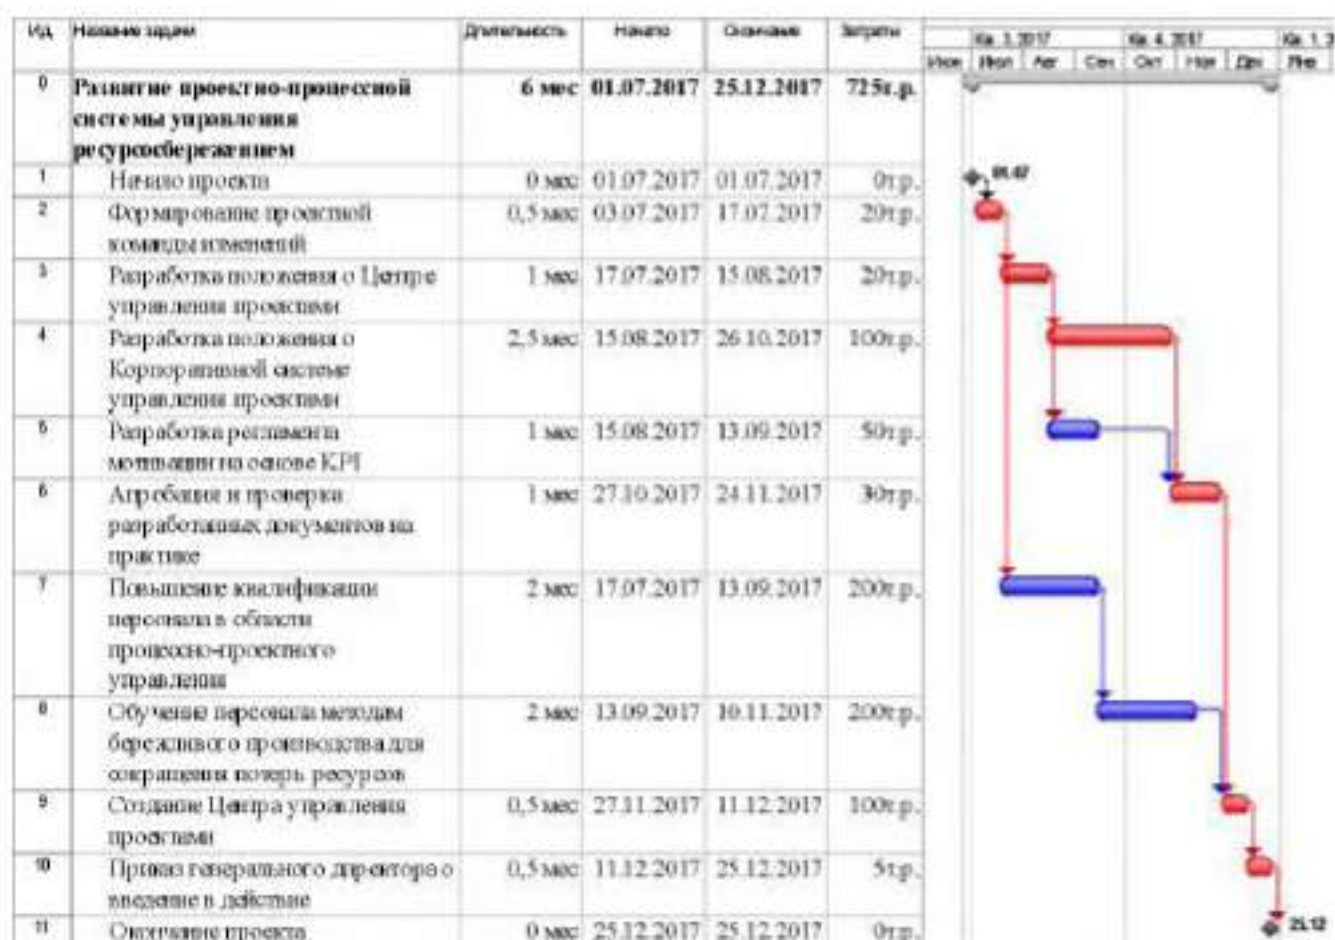 Ид Название задачи Длительность Начало Окончание Затраты
Кв. 3, 2017 Кв. 4, 2017 Кв. 1, 2
Июн Июл Авг Сен Окт Ноя Дек Янв
0 Развитие проектно-процессной 6 мес 01.07.2017 25.12.2017 725т.р.
системы управления
ресурсосбережением
1 Начало проекта 0 мес 01.07.2017 01.07.2017 0т.р. 01.07
2 Формирование проектной 0,5 мес 03.07.2017 17.07.2017 20т.р.
команды изменений
3 Разработка положения о Центре 1 мес 17.07.2017 15.08.2017 20т.р.
управления проектами
4 Разработка положения о 2,5 мес 15.08.2017 26.10.2017 100т.р.
Корпоративной системе
управления проектами
5 Разработка регламента 1 мес 15.08.2017 13.09.2017 50т.р.
мотивации на основе KPI
6 Апробация и проверка 1 мес 27.10.2017 24.11.2017 30т.р.
разработанных документов на
практике
7 Повышение квалификации 2 мес 17.07.2017 13.09.2017 200т.р.
персонала в области
процессно-проектного
управления
8 Обучение персонала методам 2 мес 13.09.2017 10.11.2017 200т.р.
бережливого производства для
сокращения потерь ресурсов
9 Создание Центра управления 0,5 мес 27.11.2017 11.12.2017 100т.р.
проектами
10 Приказ генерального директора о 0,5 мес 11.12.2017 25.12.2017 5т.р.
введение в действие
11 Окончание проекта 0 мес 25.12.2017 25.12.2017 0т.р. 25.12